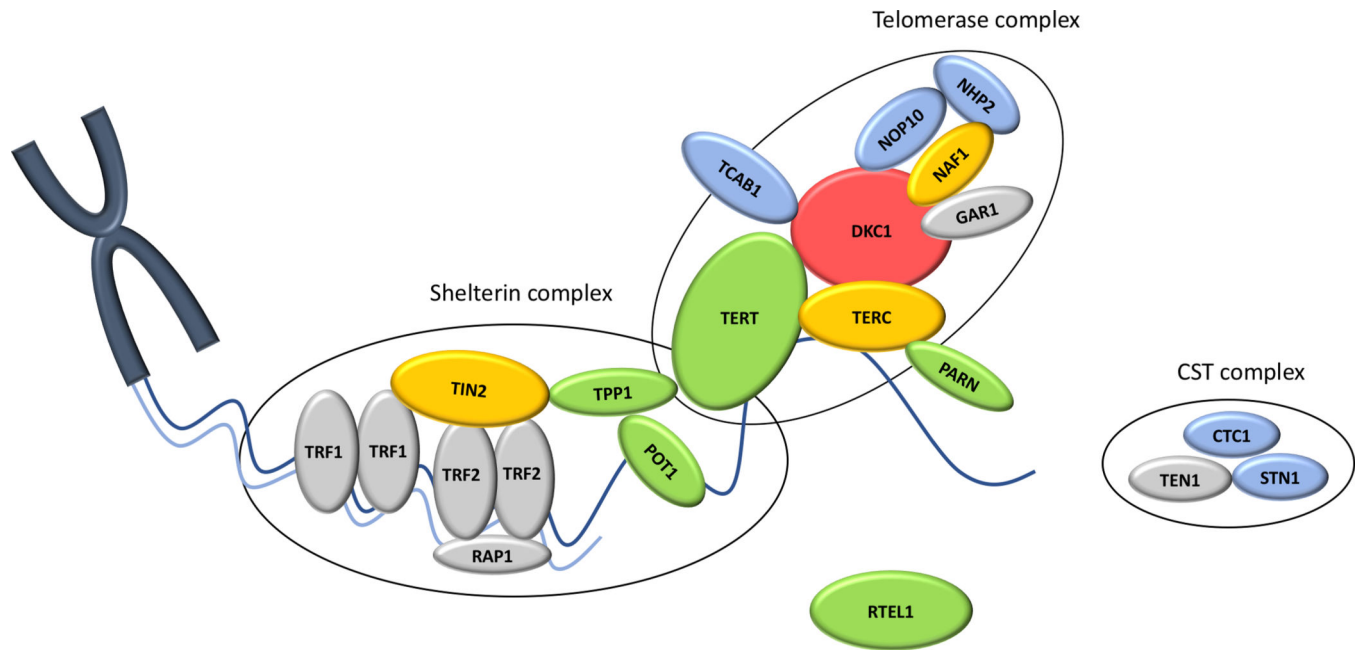 Telomerase complex
NHP2
NOP10
NAF1
TCAB1
GAR1
DKC1
Shelterin complex
TERT
TERC
PARN
TIN2
TPP1
CST complex
CTC1
TRF1
TRF1
TRF2
TRF2
POT1
TEN1
STN1
RAP1
RTEL1